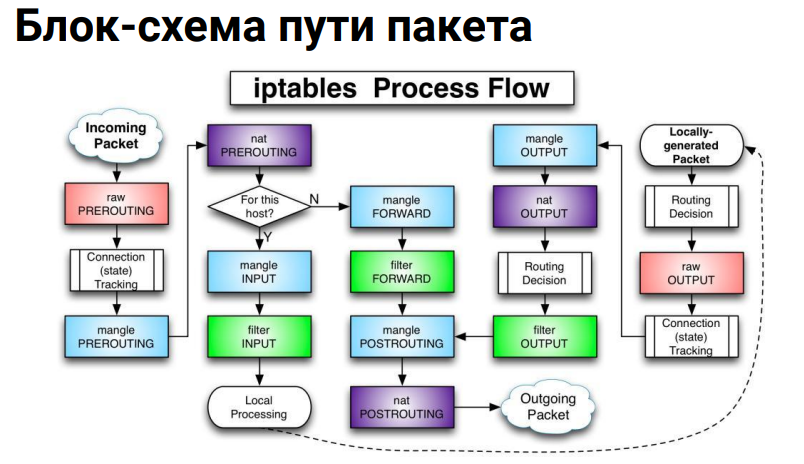 Блок-схема пути пакета
iptables Process Flow
Incoming
Packet
raw
PREROUTING
Connection
(state)
Tracking
mangle
PREROUTING
nat
PREROUTING
For this
host?
N
Y
mangle
INPUT
filter
INPUT
Local
Processing
mangle
FORWARD
filter
FORWARD
mangle
POSTROUTING
nat
POSTROUTING
Outgoing
Packet
mangle
OUTPUT
nat
OUTPUT
Routing
Decision
filter
OUTPUT
Locally-
generated
Packet
Routing
Decision
raw
OUTPUT
Connection
(state)
Tracking